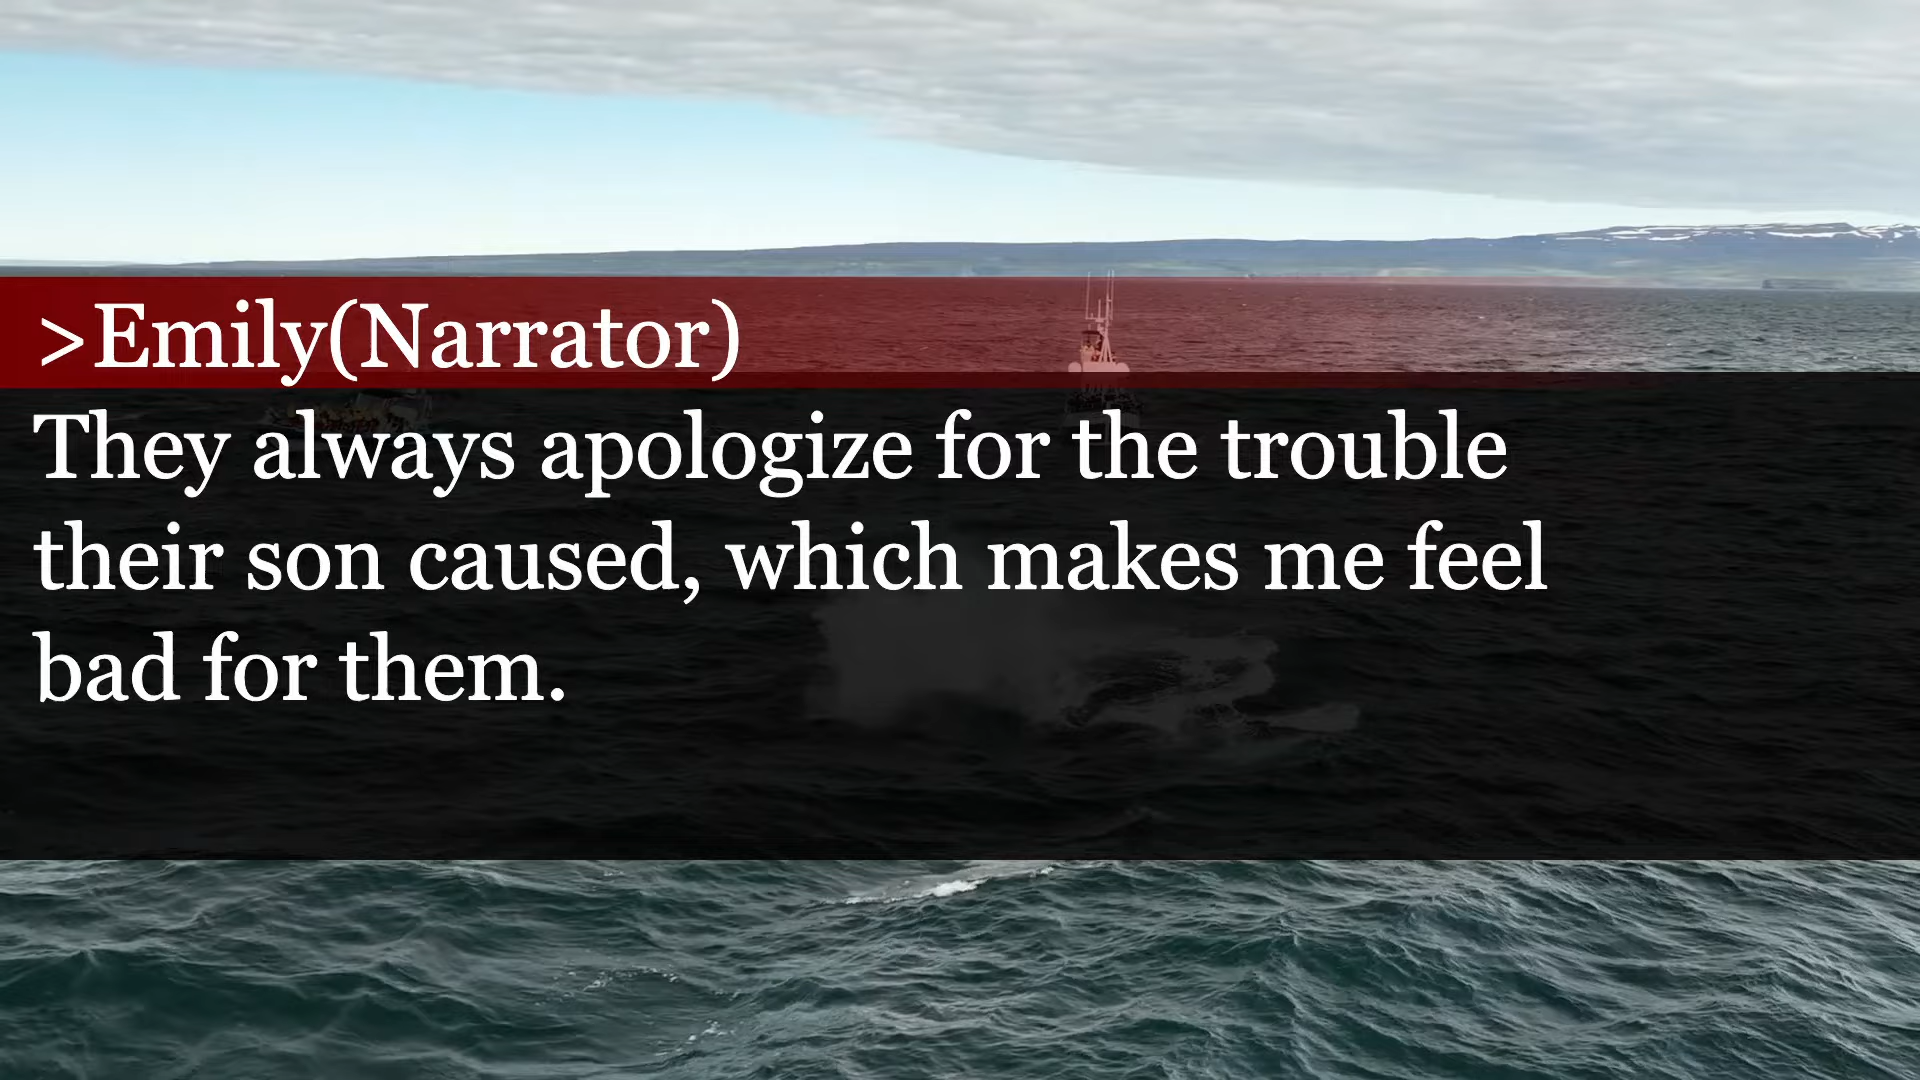 >Emily(Narrator)
They always apologize for the trouble
their son caused, which makes me feel
bad for them.